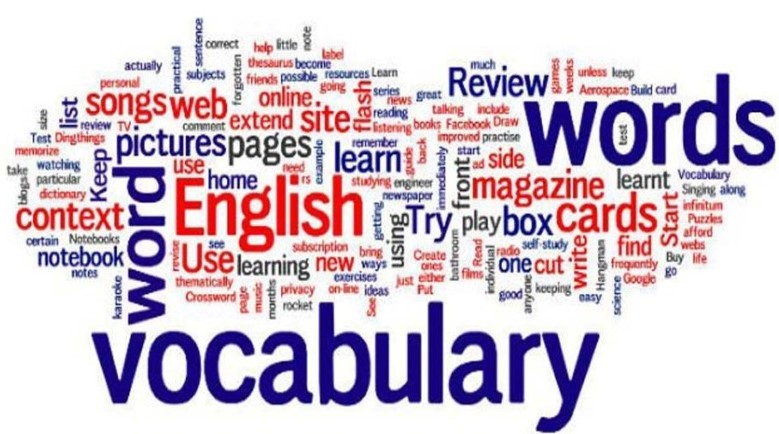 sentence
correct
help
little
note
label
actually
practical
subjects
forgotten
thesaurus
become
friends
possible
resources
Learn
personal
going
much
Review
games
weeks
unless
keep
Aerospace
Build card
size
list
songs
web
online
extend
site
flash
series
news
great
reading
talking
include
listening
books
Facebook
Draw
words
test
Test
Dingthings
review
TV
comment
memorize
pictures
pages
example
remember
guide
back
improved
practise
take
watching
Keep
use
need
rs
learn
immediately
start
ad
side
blogs
particular
dictionary
word
home
English
studying
engineer
newspaper
front
magazine
learnt
Vocabulary
Singing
along
context
getting
Try
play
box
cards
Start
infinitum
Puzzles
afford
webs
life
certain
Notebooks
notebook
notes
revise
see
Use
learning
subscription
new
bring
ways
using
bathroom
Read
films
self-study
radio
individual
one
cut
write
find
frequently
Google
Buy
go
karaoke
thematically
Crossword
page
music
months
privacy
rocket
exercises
on-line
ideas
See
Create
ones
just
either
Put
good
anyone
keeping
easy
Hangman
science
vocabulary